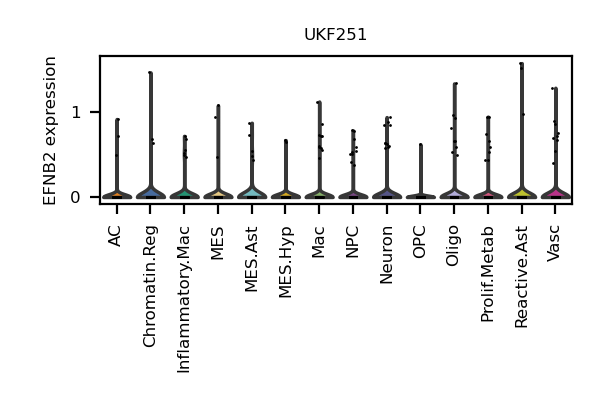 UKF251
EFNB2 expression
1
0
AC
Chromatin.Reg
Inflammatory.Mac
MES
MES.Ast
MES.Hyp
Mac
NPC
Neuron
OPC
Oligo
Prolif.Metab
Reactive.Ast
Vasc